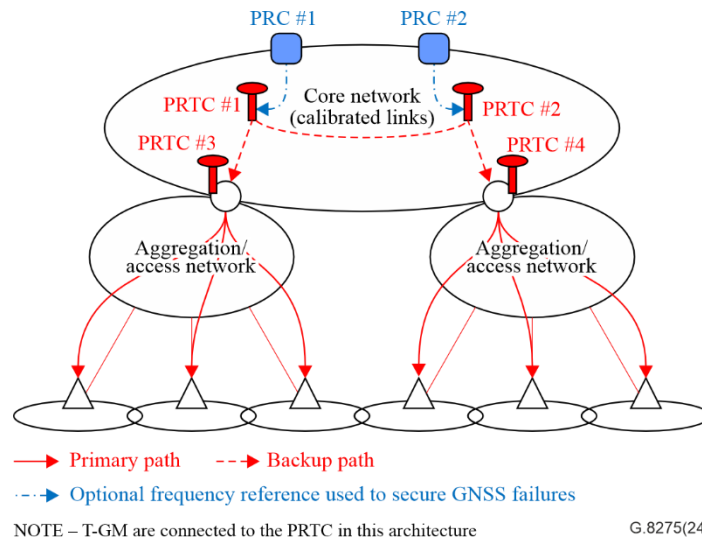 PRC #1
PRC #2
PRTC #1
Core network
(calibrated links)
PRTC #2
PRTC #3
PRTC #4
Aggregation/
access network
Aggregation/
access network
Primary path
Backup path
Optional frequency reference used to secure GNSS failures
NOTE – T-GM are connected to the PRTC in this architecture
G.8275(24